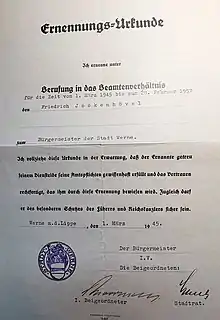 Ernennungs-Urkunde
Ich ernenne unter
Berufung in das Beamtenverhältnis
für die Zeit vom 1. März 1945 bis zum 28. Februar 1957
den Friedrich Jockenhövel
zum Bürgermeister der Stadt Werne.
Ich vollziehe diese Urkunde in der Erwartung, daß der Ernannte getreu
seinem Diensteide seine Amtspflichten gewissenhaft erfüllt und das Vertrauen
rechtfertigt, das ihm durch diese Ernennung bewiesen wird. Zugleich darf
er des besonderen Schutzes des Führers und Reichskanzlers sicher sein.
Werne a.d.Lippe, den 1. März 1945.
Der Bürgermeister
I.V.
Die Beigeordneten:
I. Beigeordneter Stadtrat.